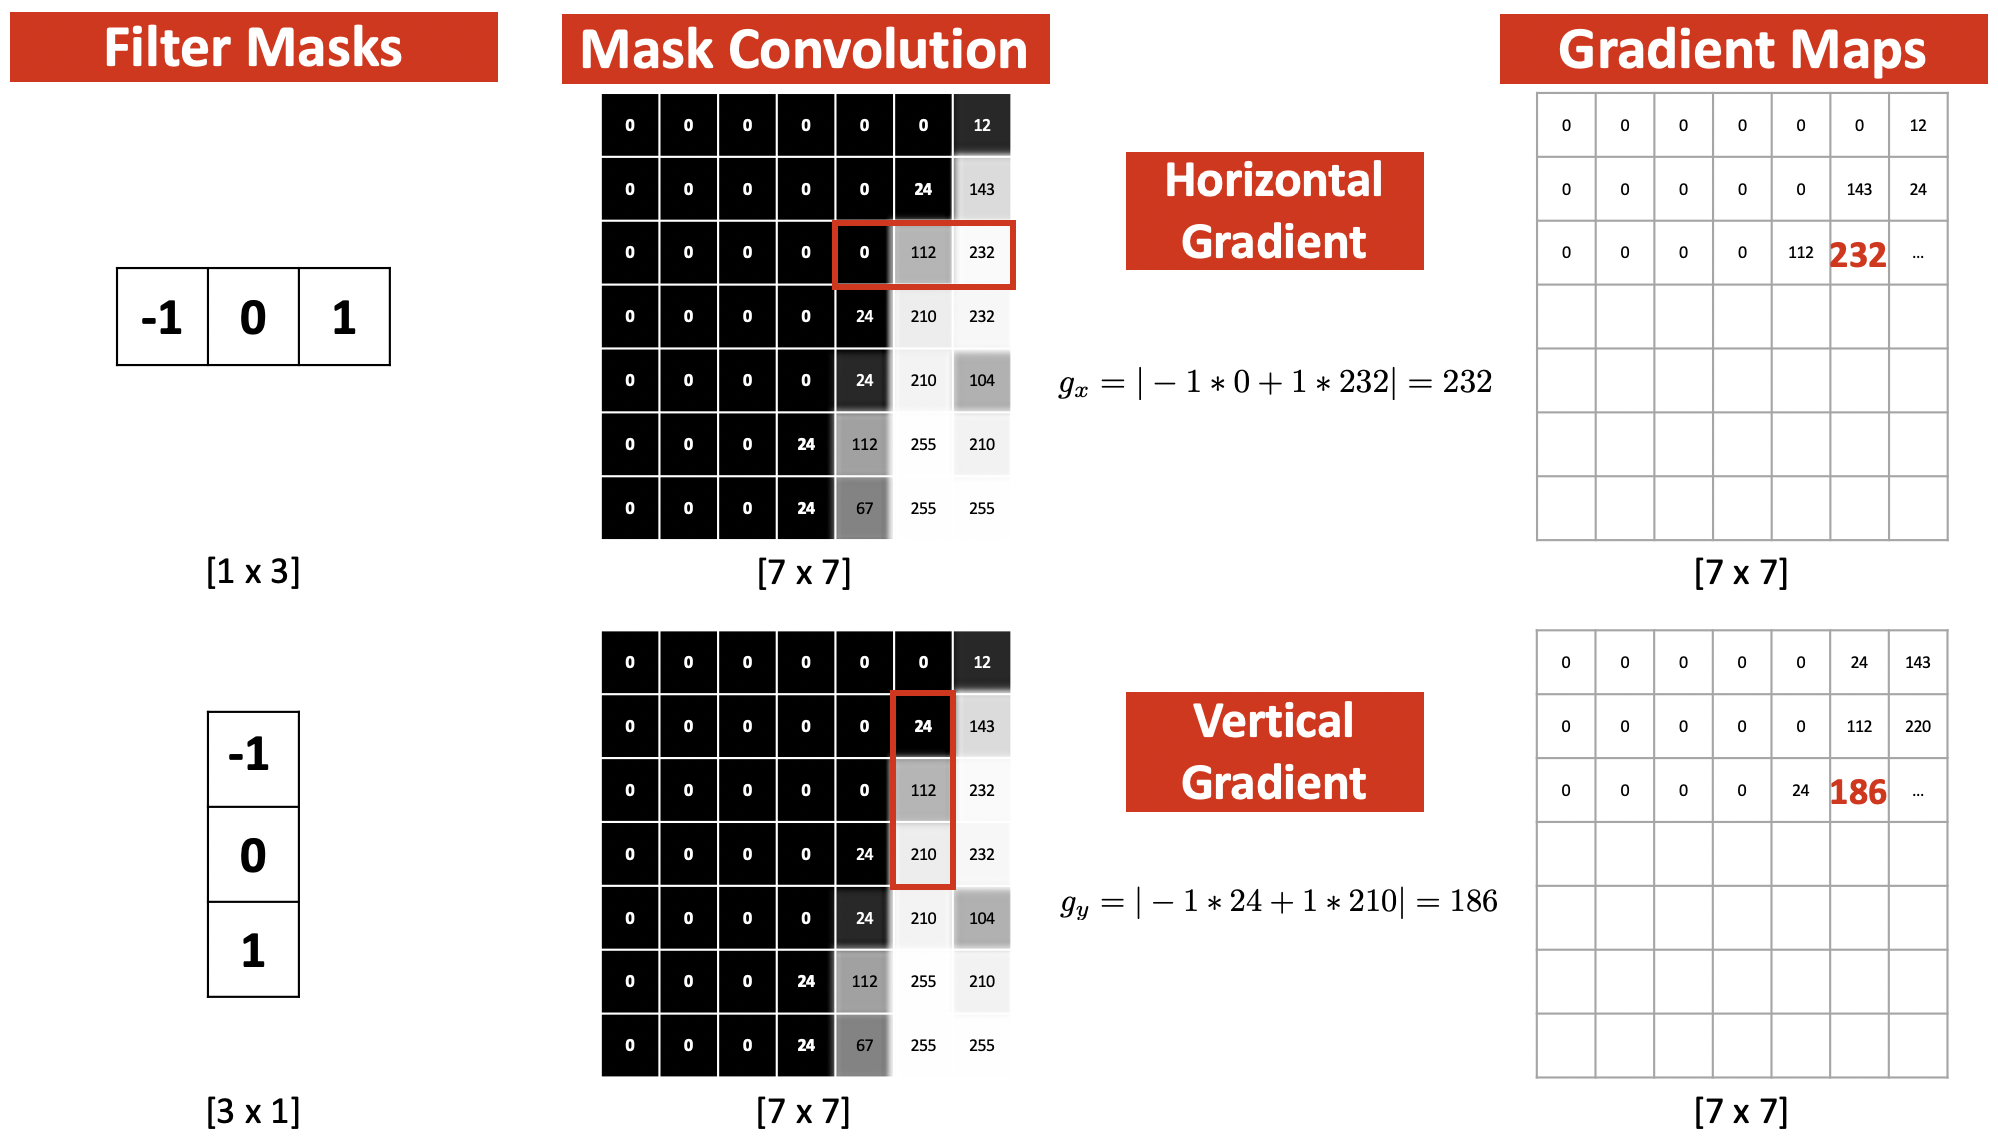 Filter Masks
Mask Convolution
Gradient Maps
-1 0 1
[1 x 3]
0 0 0 0 0 0 12
0 0 0 0 0 24 143
0 0 0 0 0 112 232
0 0 0 0 24 210 232
0 0 0 0 24 210 104
0 0 0 24 112 255 210
0 0 0 24 67 255 255
[7 x 7]
Horizontal
Gradient
g_x = | − 1 ∗ 0 + 1 ∗ 232| = 232
0 0 0 0 0 0 12
0 0 0 0 0 143 24
0 0 0 0 112 232 ...
[7 x 7]
-1
0
1
[3 x 1]
0 0 0 0 0 0 12
0 0 0 0 0 24 143
0 0 0 0 0 112 232
0 0 0 0 24 210 232
0 0 0 0 24 210 104
0 0 0 24 112 255 210
0 0 0 24 67 255 255
[7 x 7]
Vertical
Gradient
g_y = | − 1 ∗ 24 + 1 ∗ 210| = 186
0 0 0 0 0 24 143
0 0 0 0 0 112 220
0 0 0 0 24 186 ...
[7 x 7]